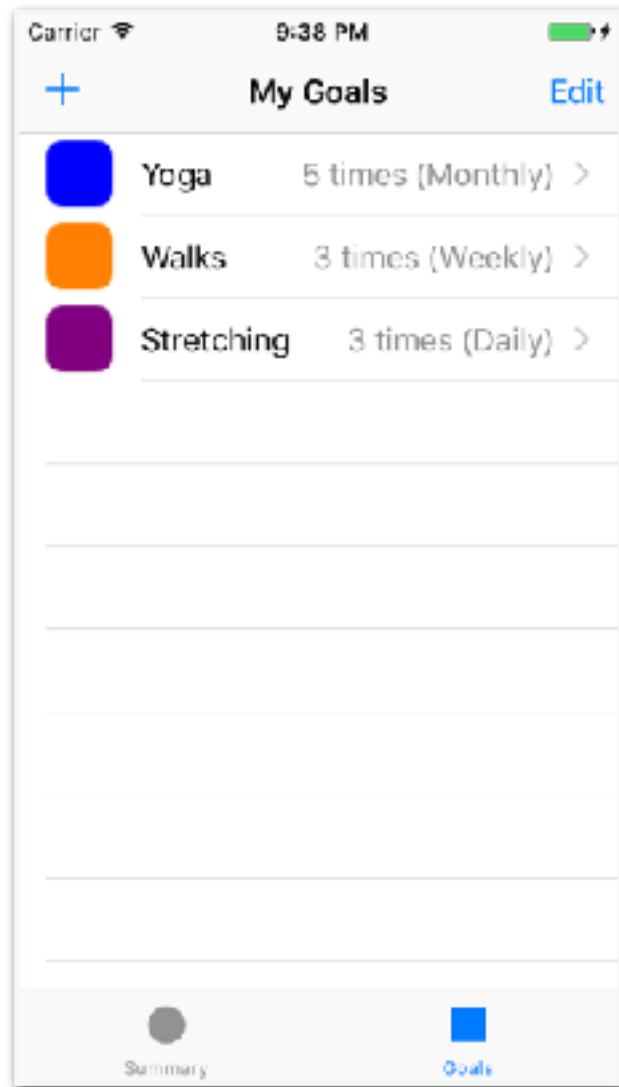 Carrier 9:38 PM
+ My Goals Edit
Yoga 5 times (Monthly) >
Walks 3 times (Weekly) >
Stretching 3 times (Daily) >
Summary Goals